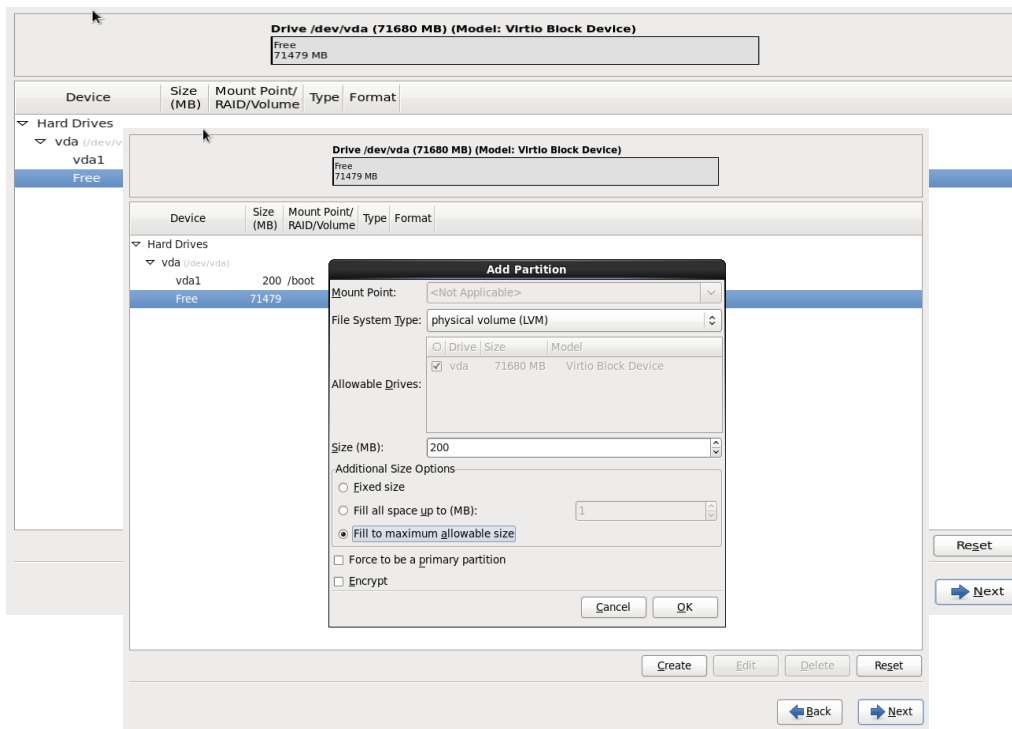 Drive /dev/vda (71680 MB) (Model: Virtio Block Device)
Free
71479 MB
Device Size (MB) Mount Point/ RAID/Volume Type Format
Hard Drives
vda (/dev/v
vda1
Free
Drive /dev/vda (71680 MB) (Model: Virtio Block Device)
Free
71479 MB
Device Size (MB) Mount Point/ RAID/Volume Type Format
Hard Drives
vda (/dev/vda)
vda1 200 /boot
Free 71479
Add Partition
Mount Point: <Not Applicable>
File System Type: physical volume (LVM)
Drive Size Model
vda 71680 MB Virtio Block Device
Allowable Drives:
Size (MB): 200
Additional Size Options
Fixed size
Fill all space up to (MB): 1
Fill to maximum allowable size
Force to be a primary partition
Encrypt
Cancel OK
Create Edit Delete Reset
Back Next
Reset
Next